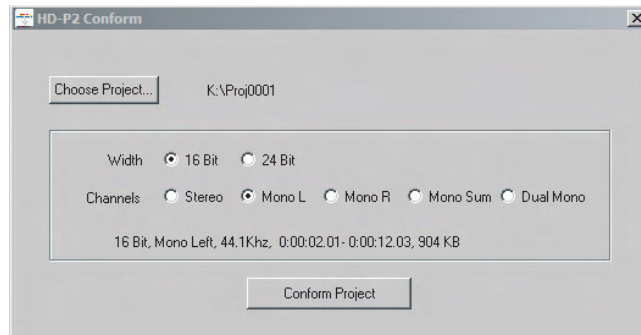 HD-P2 Conform
Choose Project... K:\Proj0001
Width 16 Bit 24 Bit
Channels Stereo Mono L Mono R Mono Sum Dual Mono
16 Bit, Mono Left, 44.1Khz, 0:00:02.01- 0:00:12.03, 904 KB
Conform Project